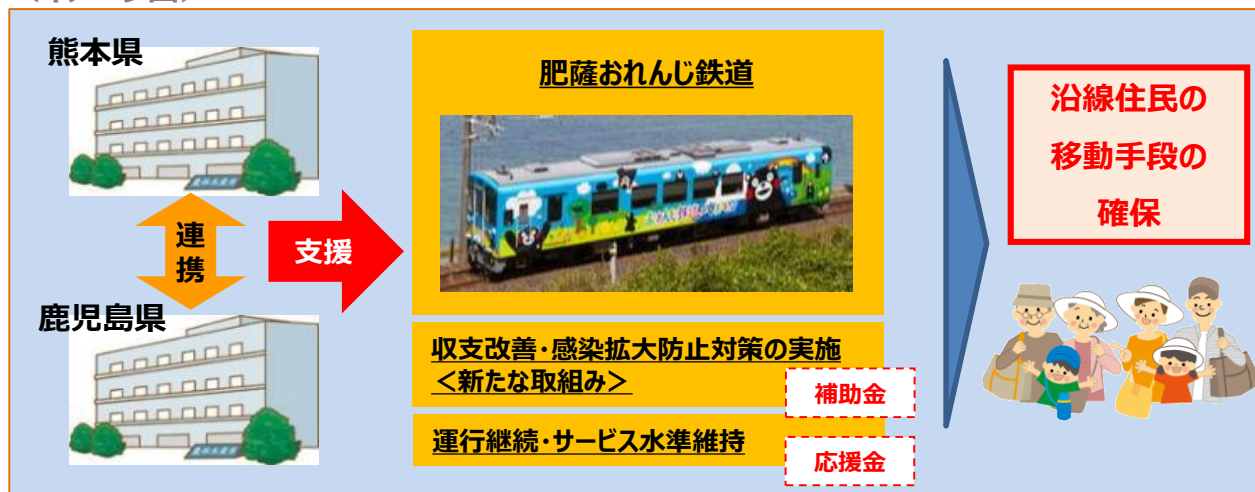 熊本県
連
携
鹿児島県
支援
肥薩おれんじ鉄道
収支改善・感染拡大防止対策の実施
＜新たな取組み＞
補助金
運行継続・サービス水準維持
応援金
沿線住民の
移動手段の
確保